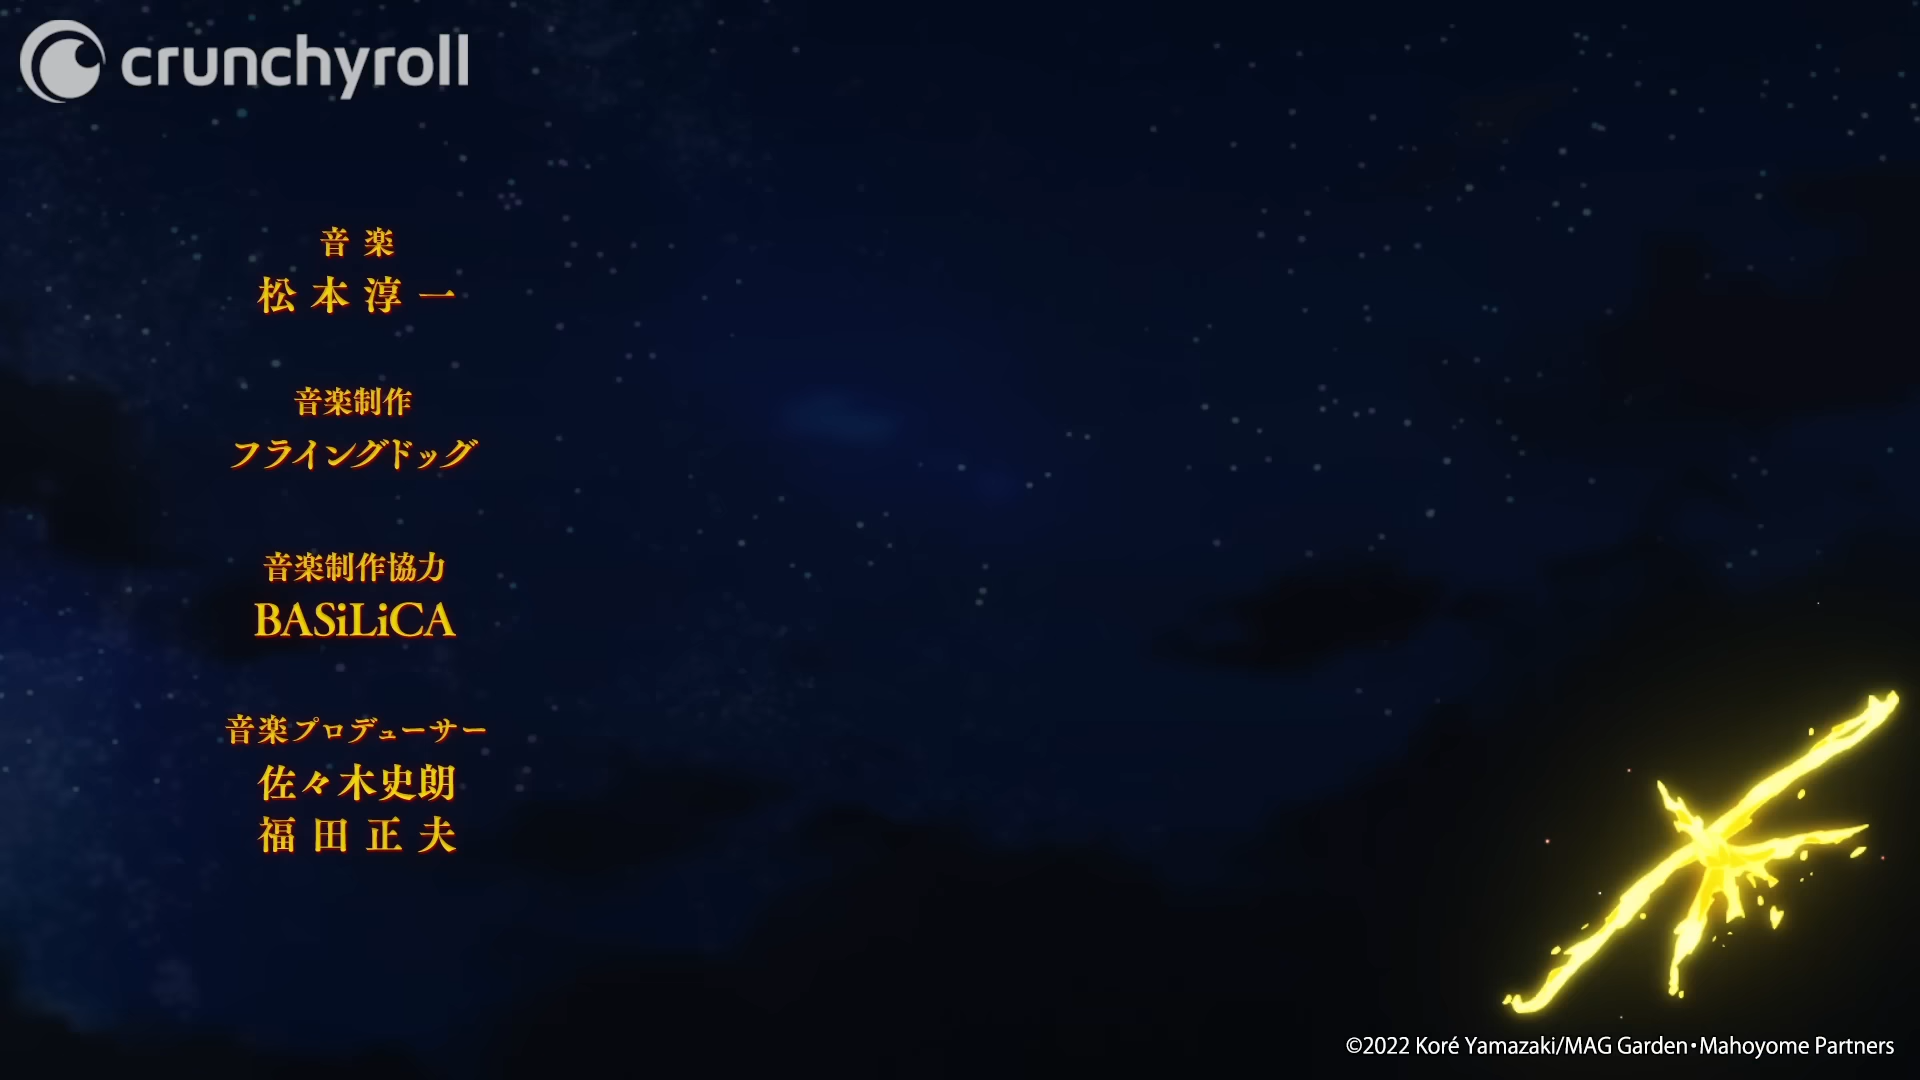 crunchyroll
音楽
松本淳一
音楽制作
フライングドッグ
音楽制作協力
BASiLiCA
音楽プロデューサー
佐々木史朗
福田正夫
©2022 Koré Yamazaki/MAG Garden・Mahoyome Partners